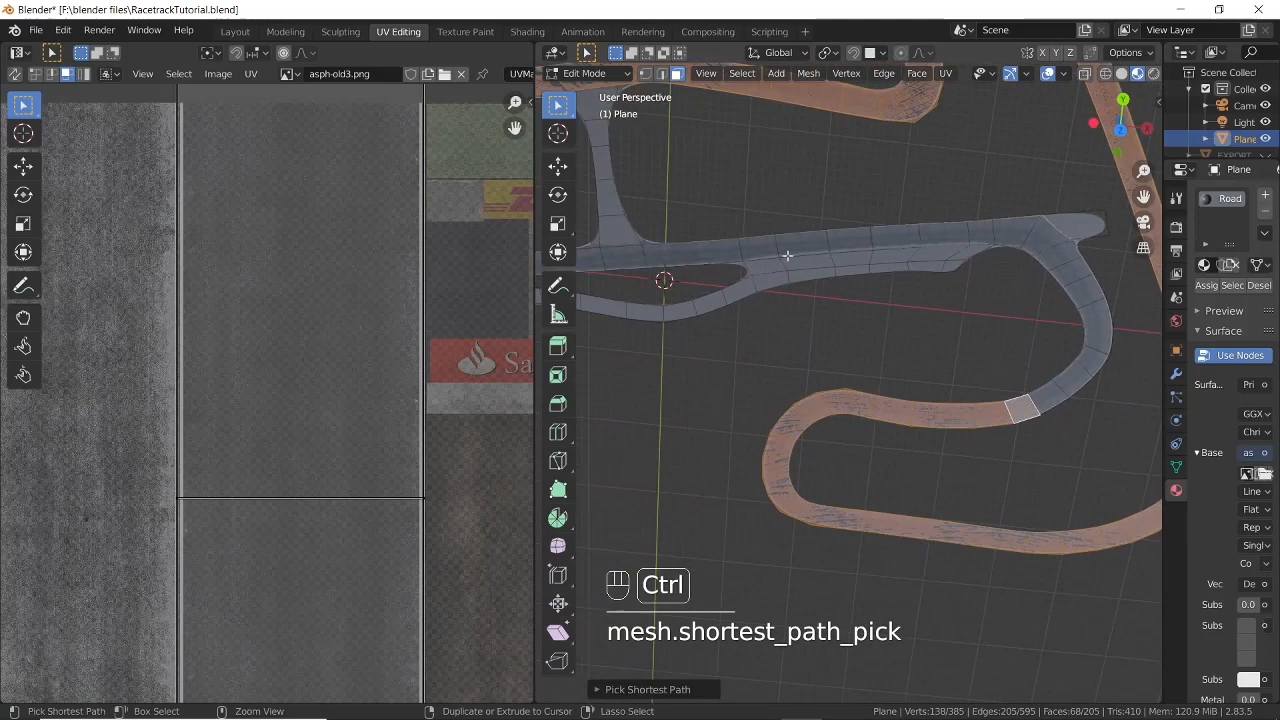 Blender* [F:\blender files\RacetrackTutorial.blend]
File Edit Render Window Help Layout Modeling Sculpting UV Editing Texture Paint Shading Animation Rendering Compositing Scripting + Scene View Layer
Global Options
View Select Image UV asph-old3.png UVMa Edit Mode View Select Add Mesh Vertex Edge Face UV
User Perspective
(1) Plane
Scene Collect
Colle
Cam
Light
Plane
EXPORT
Plane
Road
Assig Selec Desel
Preview
Surface
Use Nodes
Surfa.. Pri
GGX
Chri
Base as
Line
Flat
Rep
Singl
Co
Vec De
Subs 0.0
Subs
Subs
Metal 0.0
X Y Z
Y
X
Z
Sa
Ctrl
mesh.shortest_path_pick
Pick Shortest Path
Pick Shortest Path Box Select Zoom View Duplicate or Extrude to Cursor Lasso Select Plane | Verts:138/385 | Edges:205/595 | Faces:68/205 | Tris:410 | Mem: 120.9 MiB | 2.83.5